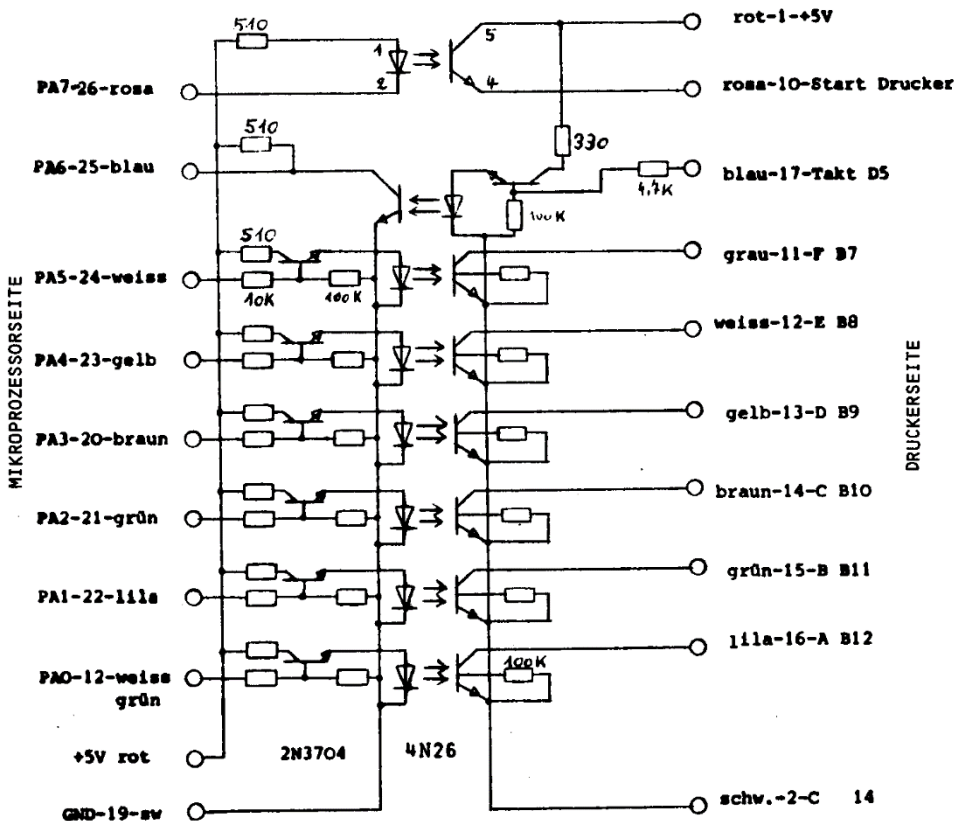 510
rot-1-+5V
1
5
2
4
PA7-26-rosa
rosa-10-Start Drucker
510
330
PA6-25-blau
4,7K
blau-17-Takt D5
100K
510
grau-11-F B7
PA5-24-weiss
10K
100K
weiss-12-E B8
PA4-23-gelb
gelb-13-D B9
PA3-20-braun
MIKROPROZESSORSEITE
DRUCKERSEITE
braun-14-C B10
PA2-21-grün
grün-15-B B11
PA1-22-lila
lila-16-A B12
100K
PA0-12-weiss
grün
+5V rot
2N3704
4N26
schw.-2-C 14
GND-19-sw